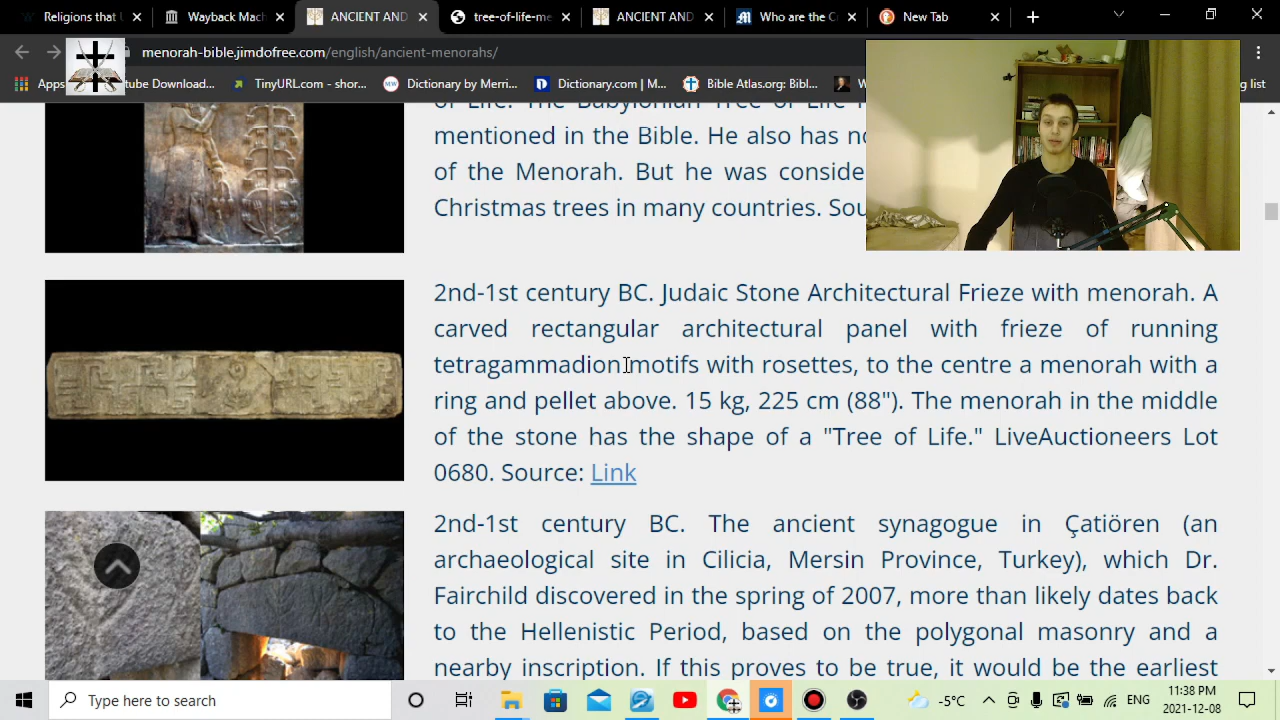 Religions that U
Wayback Mach
ANCIENT AND
tree-of-life-me
ANCIENT AND
Who are the C
New Tab
menorah-bible.jimdofree.com/english/ancient-menorahs/
Apps
tube Download...
TinyURL.com - shor...
Dictionary by Merri...
Dictionary.com | M...
Bible Atlas.org: Bibl...
W
ng list
of Life. The Babylonian Tree of Life
mentioned in the Bible. He also has no
of the Menorah. But he was conside
Christmas trees in many countries. Sou
2nd-1st century BC. Judaic Stone Architectural Frieze with menorah. A
carved rectangular architectural panel with frieze of running
tetragammadion motifs with rosettes, to the centre a menorah with a
ring and pellet above. 15 kg, 225 cm (88"). The menorah in the middle
of the stone has the shape of a "Tree of Life." LiveAuctioneers Lot
0680. Source: Link
2nd-1st century BC. The ancient synagogue in Çatiören (an
archaeological site in Cilicia, Mersin Province, Turkey), which Dr.
Fairchild discovered in the spring of 2007, more than likely dates back
to the Hellenistic Period, based on the polygonal masonry and a
nearby inscription. If this proves to be true, it would be the earliest
Type here to search
-5°C
ENG
11:38 PM
2021-12-08